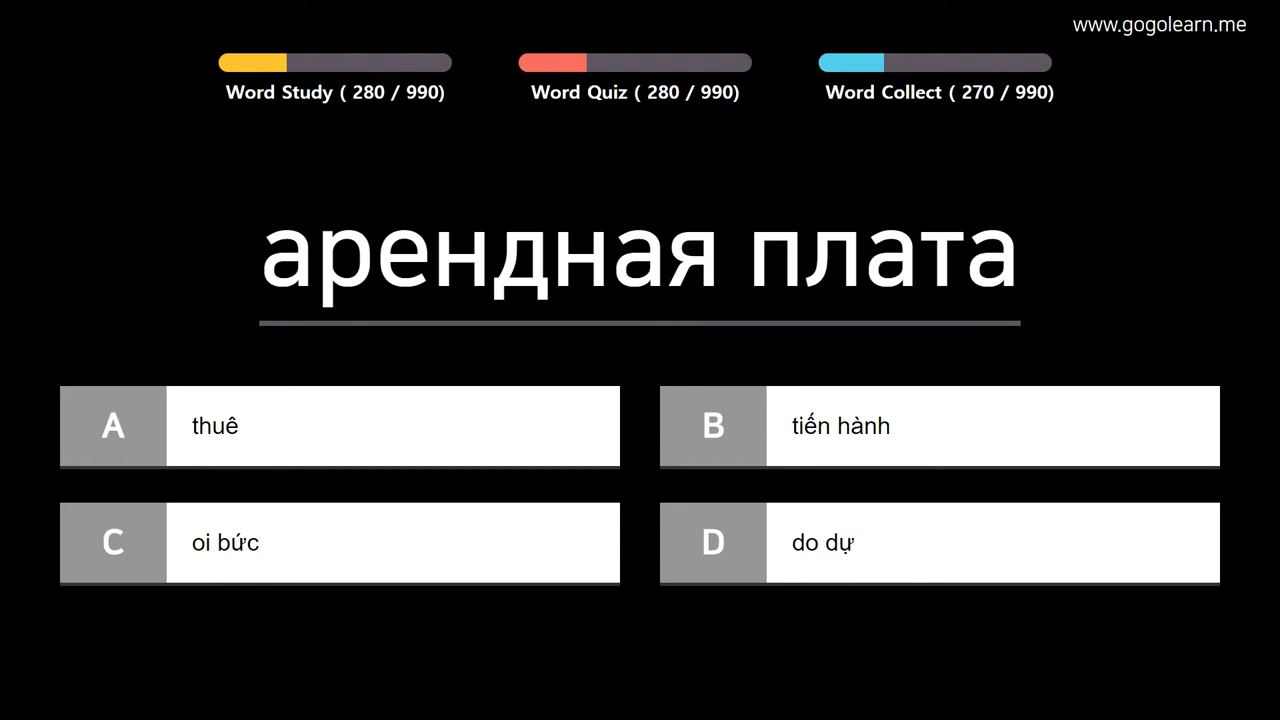 www.gogolearn.me
Word Study ( 280 / 990)
Word Quiz ( 280 / 990)
Word Collect ( 270 / 990)
арендная плата
A thuê
B tiến hành
C oi bức
D do dự